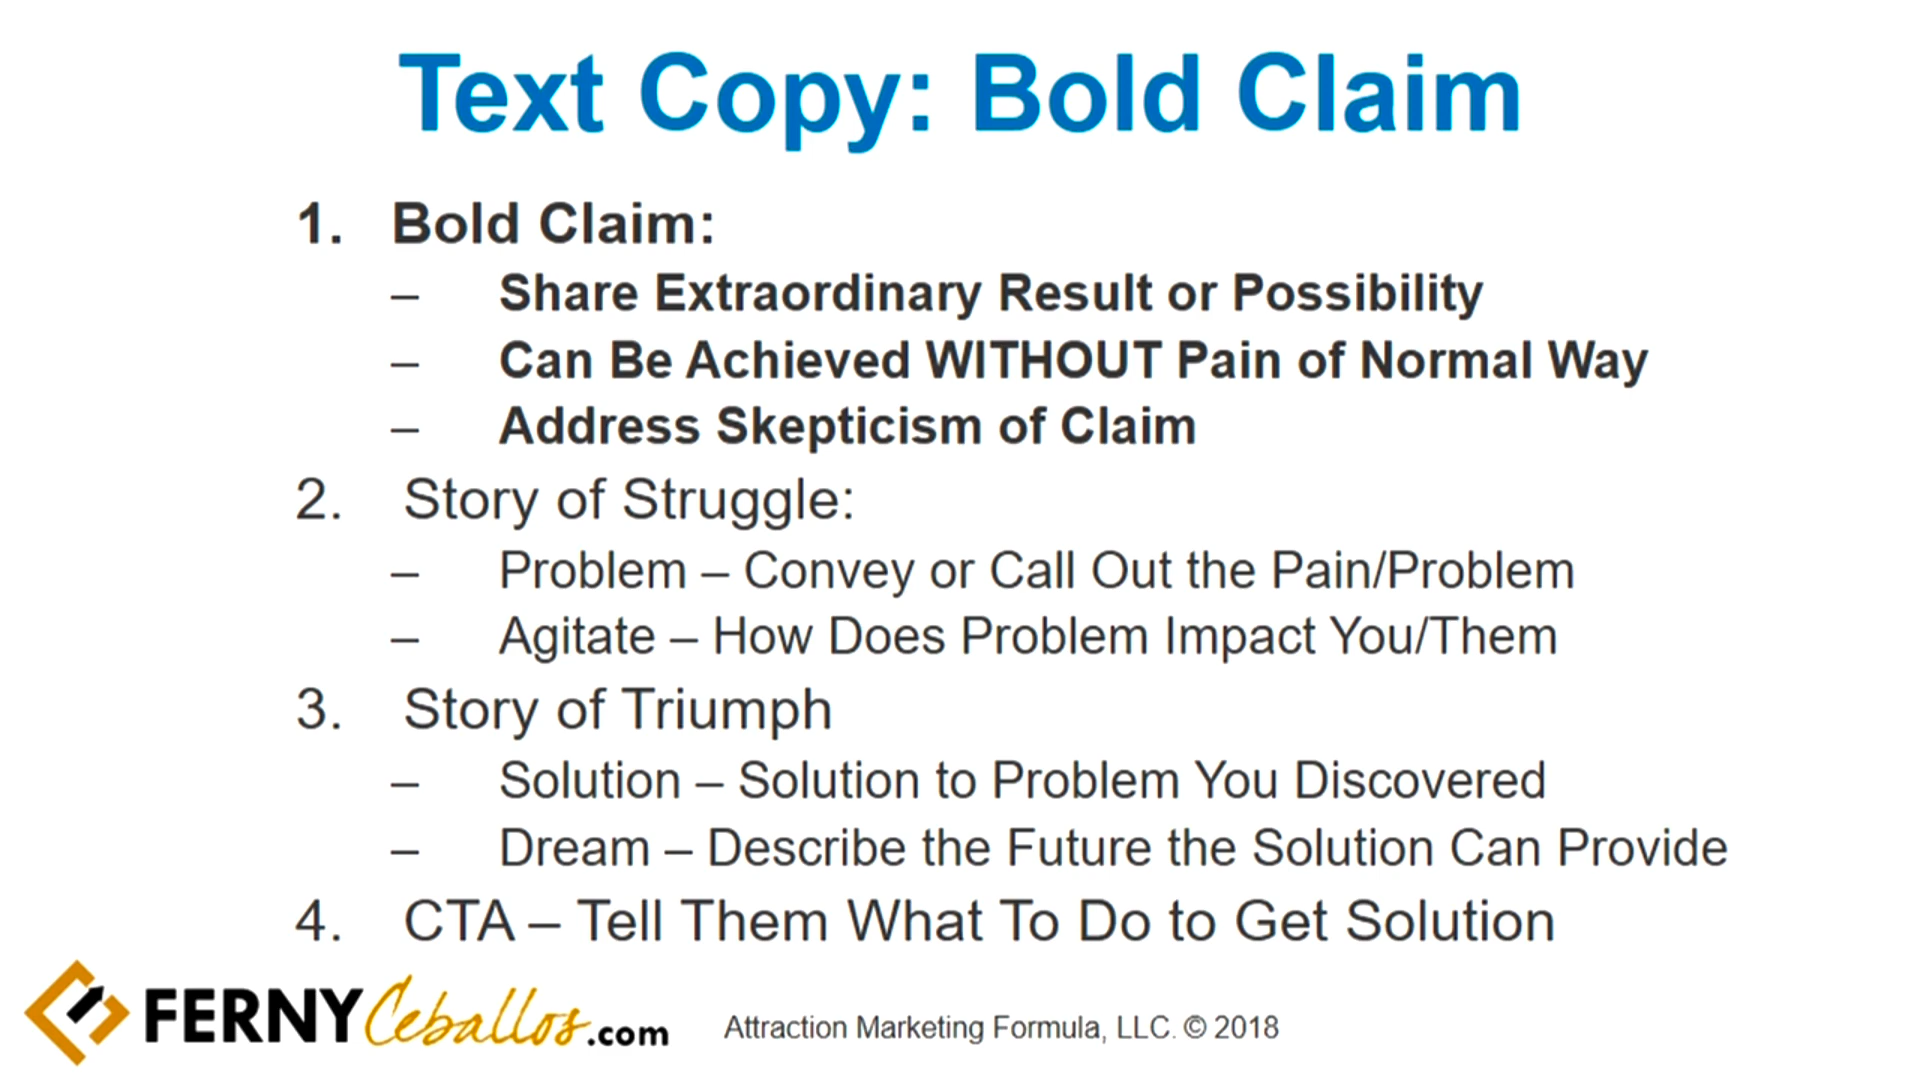 Text Copy: Bold Claim
1. Bold Claim:
– Share Extraordinary Result or Possibility
– Can Be Achieved WITHOUT Pain of Normal Way
– Address Skepticism of Claim
2. Story of Struggle:
– Problem – Convey or Call Out the Pain/Problem
– Agitate – How Does Problem Impact You/Them
3. Story of Triumph
– Solution – Solution to Problem You Discovered
– Dream – Describe the Future the Solution Can Provide
4. CTA – Tell Them What To Do to Get Solution
FERNY Ceballos.com
Attraction Marketing Formula, LLC. © 2018